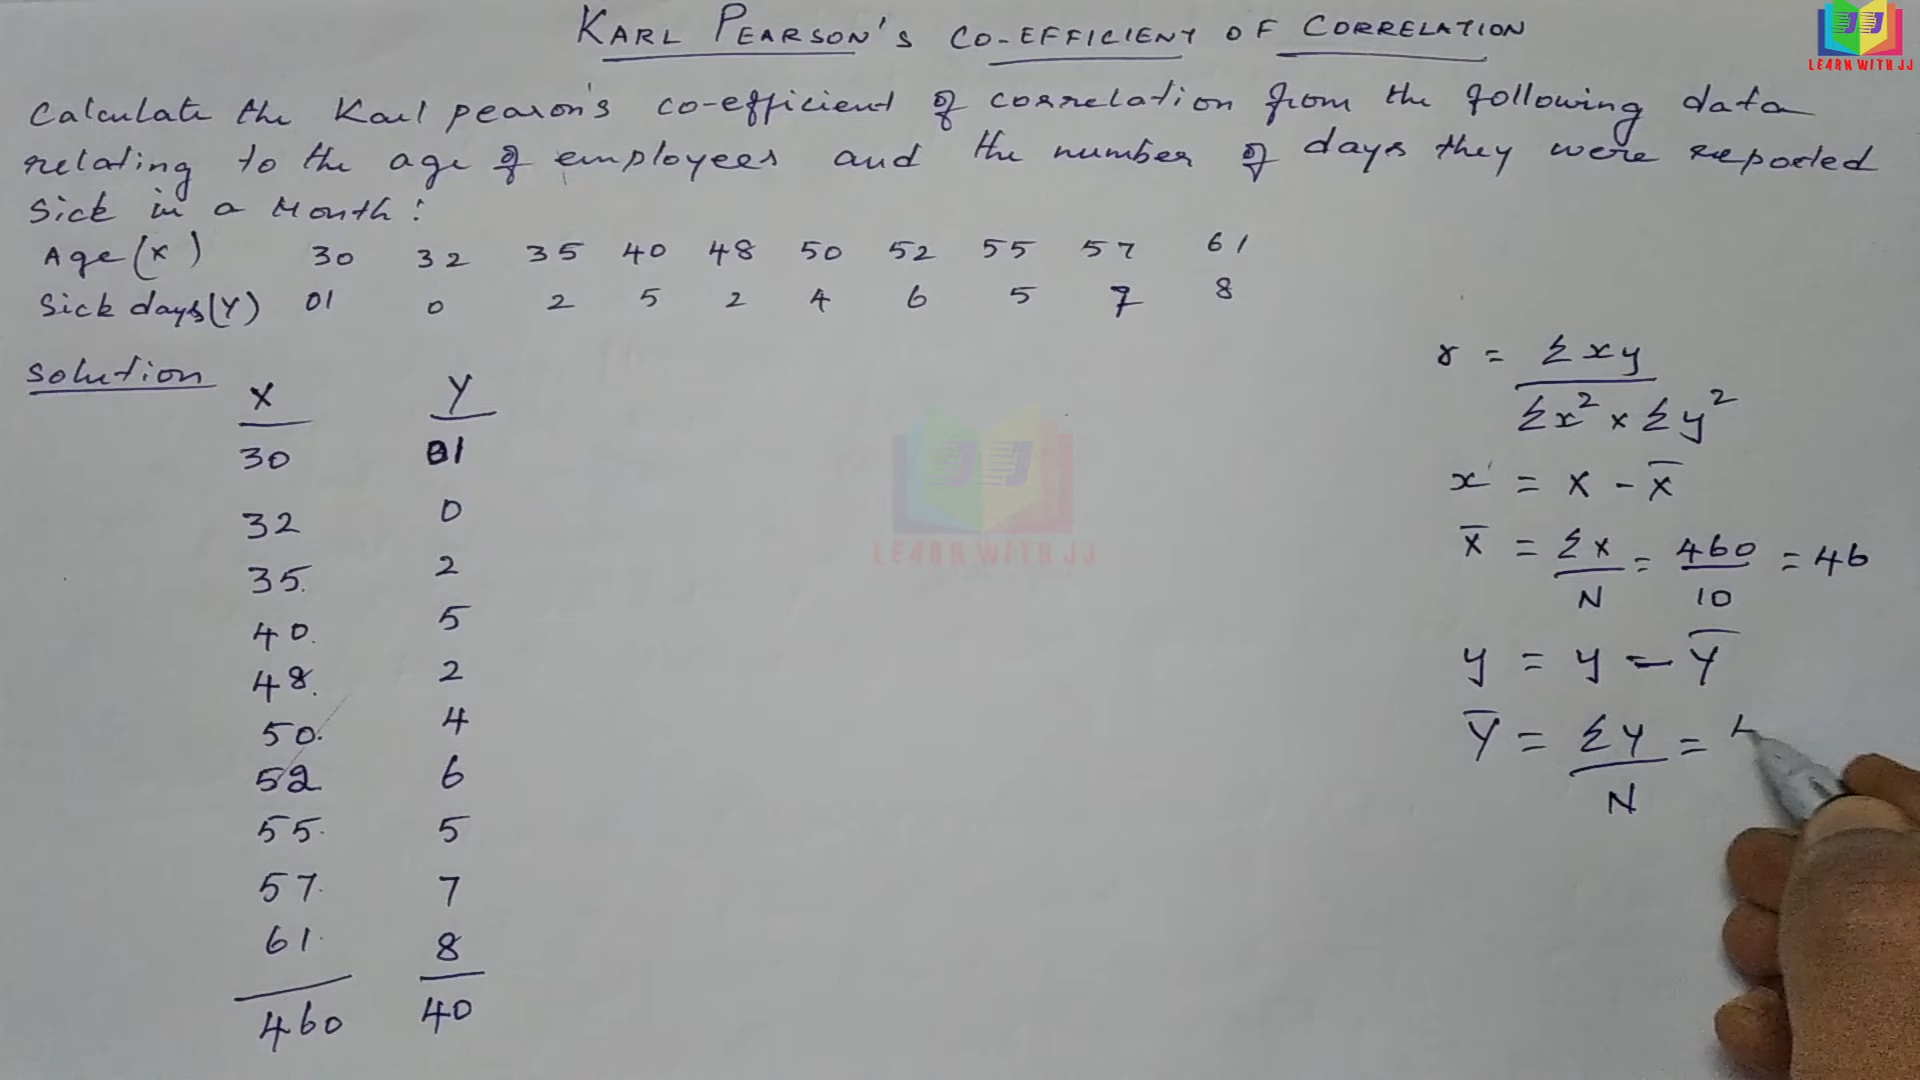 KARL PEARSON'S CO-EFFICIENT OF CORRELATION
LEARN WITH JJ
Calculate the Karl pearon's co-efficient of correlation from the following data
relating to the age of employees and the number of days they were reported
Sick in a Month:
Age (X) 30 32 35 40 48 50 52 55 57 61
Sick days (Y) 01 0 2 5 2 4 6 5 7 8
Solution
X Y
30 01
32 0
35. 2
40. 5
48. 2
50. 4
52 6
55. 5
57. 7
61. 8
460 40
r = Σxy / Σx² × Σy²
x = X - X̄
X̄ = ΣX / N = 460 / 10 = 46
y = y - Ȳ
Ȳ = ΣY / N =
LEARN WITH JJ